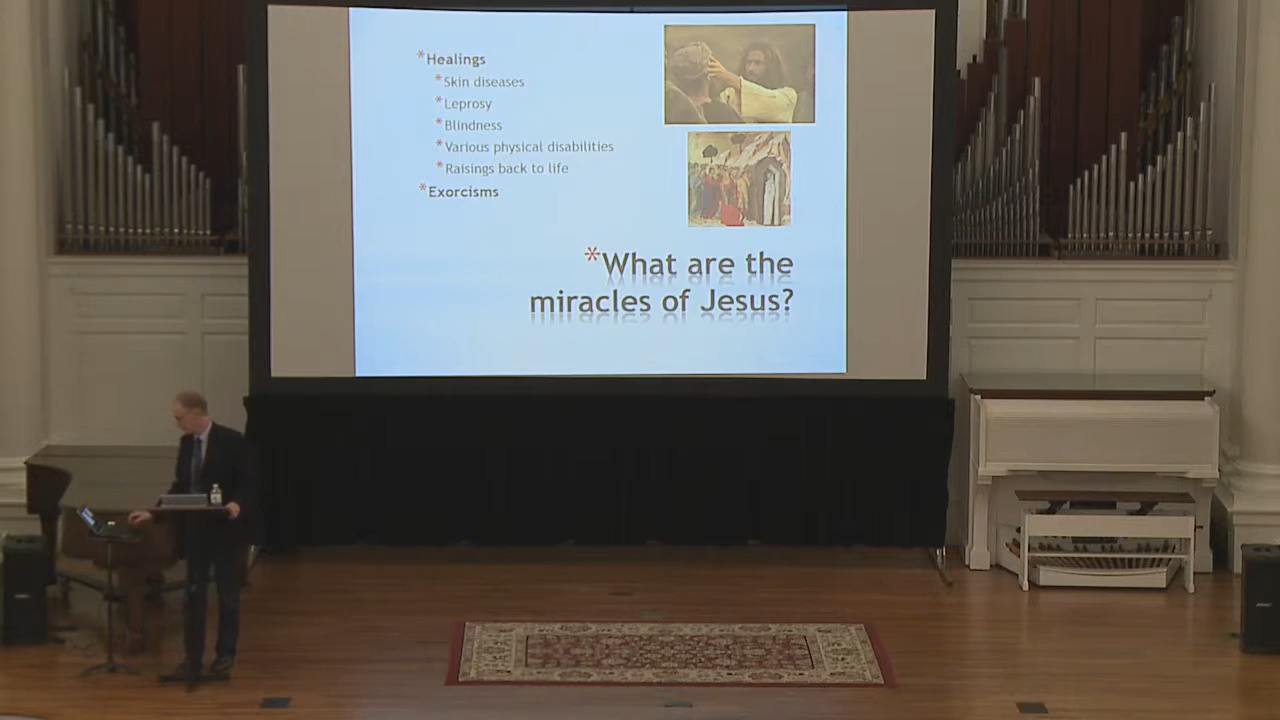 *Healings
*Skin diseases
*Leprosy
*Blindness
*Various physical disabilities
*Raisings back to life
*Exorcisms
*What are the
miracles of Jesus?